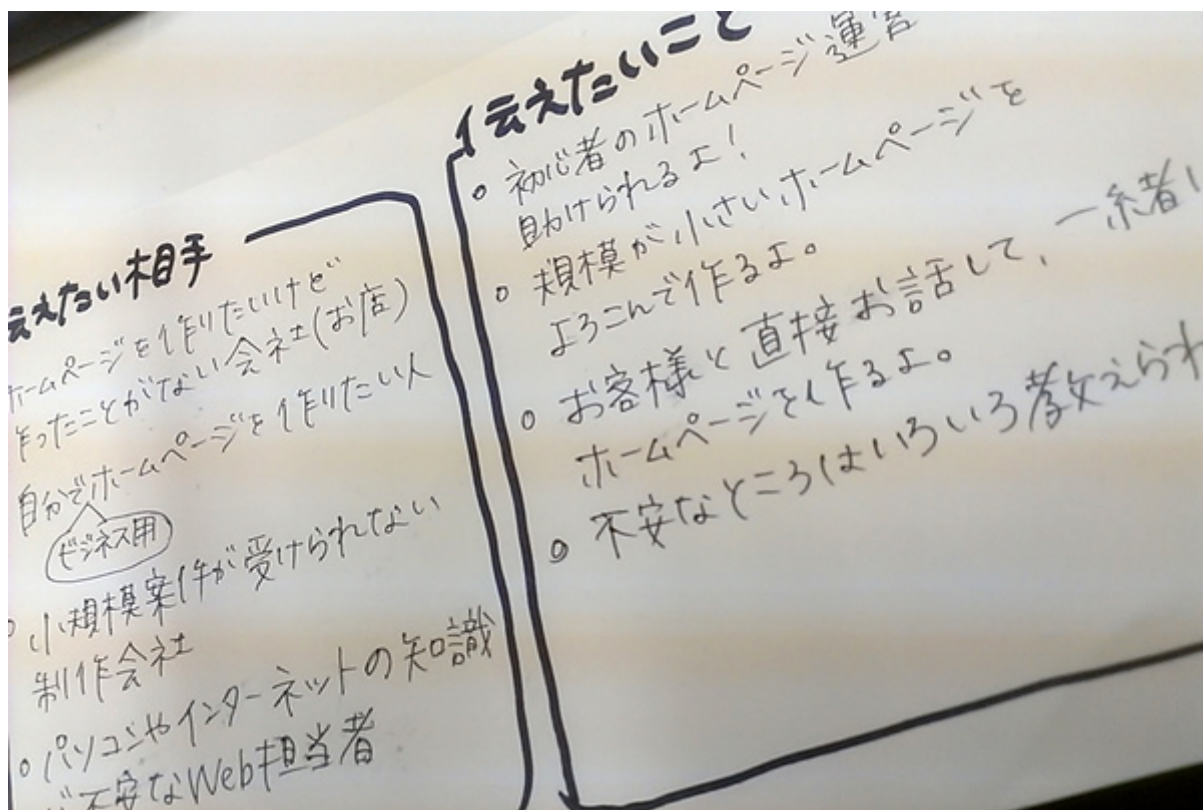 伝えたい相手
ホームページを作りたいけど
作ったことがない会社(お店)
自分でホームページを作りたい人
ビジネス用
小規模案件が受けられない
制作会社
パソコンやインターネットの知識
が不安なWeb担当者
伝えたいこと
初心者のホームページ運営
助けられるよ!
規模が小さいホームページを
よろこんで作るよ。
お客様と直接お話して、一緒に
ホームページを作るよ。
不安なところはいろいろ教えられ